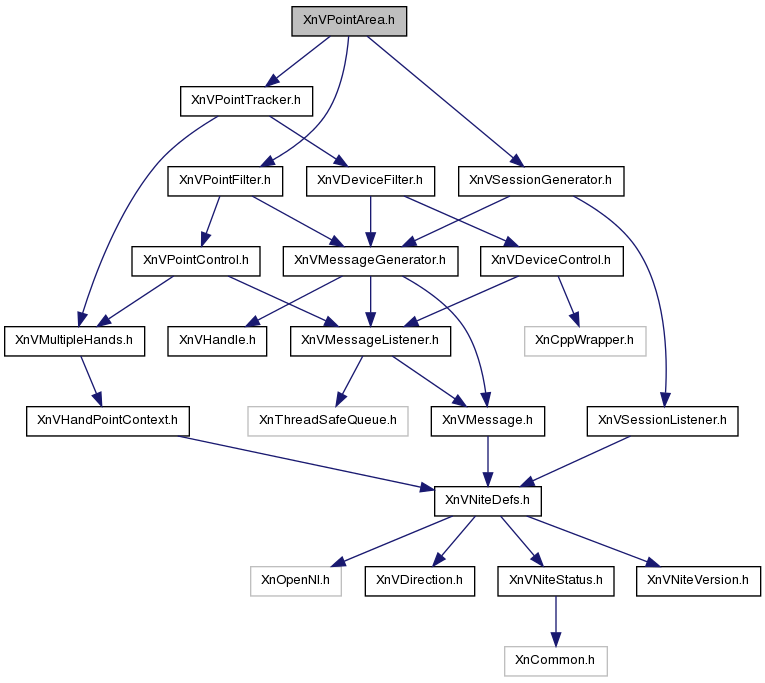 XnVPointArea.h
XnVPointTracker.h
XnVPointFilter.h
XnVDeviceFilter.h
XnVSessionGenerator.h
XnVPointControl.h
XnVMessageGenerator.h
XnVDeviceControl.h
XnVMultipleHands.h
XnVHandle.h
XnVMessageListener.h
XnCppWrapper.h
XnVHandPointContext.h
XnThreadSafeQueue.h
XnVMessage.h
XnVSessionListener.h
XnVNiteDefs.h
XnOpenNI.h
XnVDirection.h
XnVNiteStatus.h
XnVNiteVersion.h
XnCommon.h